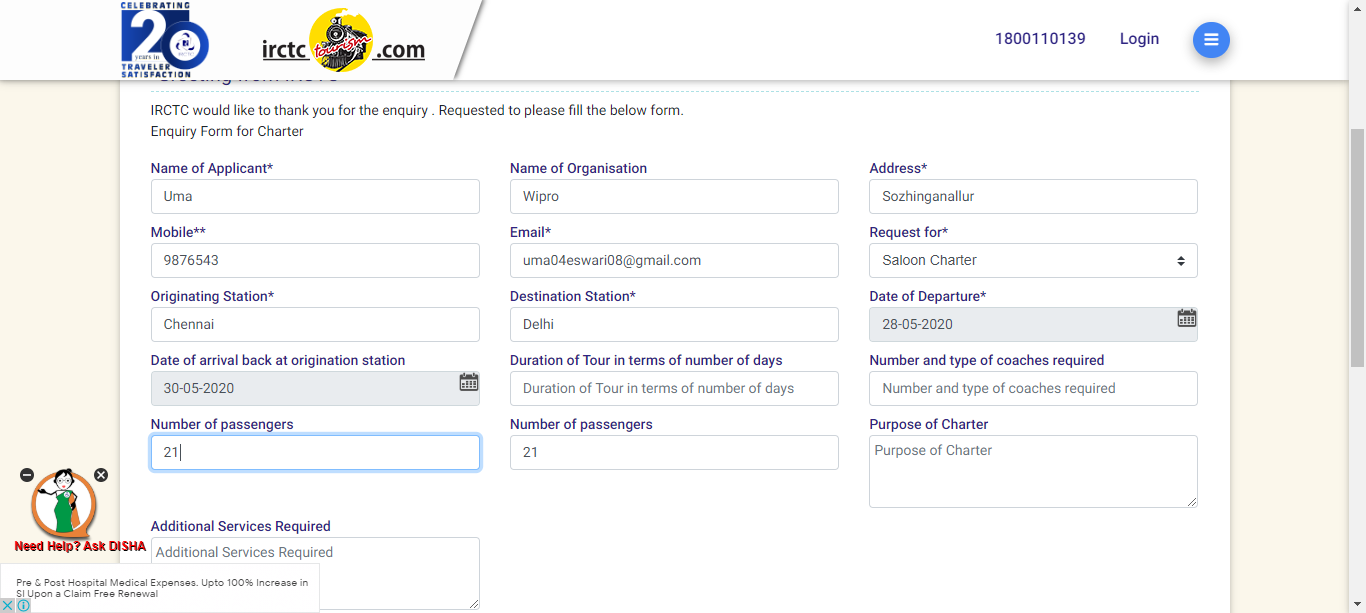 CELEBRATING
20
years in
TRAVELER
SATISFACTION
irctc tourism .com
1800110139
Login
IRCTC would like to thank you for the enquiry . Requested to please fill the below form.
Enquiry Form for Charter
Name of Applicant*
Name of Organisation
Address*
Uma
Wipro
Sozhinganallur
Mobile**
Email*
Request for*
9876543
uma04eswari08@gmail.com
Saloon Charter
Originating Station*
Destination Station*
Date of Departure*
Chennai
Delhi
28-05-2020
Date of arrival back at origination station
Duration of Tour in terms of number of days
Number and type of coaches required
30-05-2020
Duration of Tour in terms of number of days
Number and type of coaches required
Number of passengers
Number of passengers
Purpose of Charter
21
21
Purpose of Charter
Additional Services Required
Additional Services Required
Need Help? Ask DISHA
Pre & Post Hospital Medical Expenses. Upto 100% Increase in
SI Upon a Claim Free Renewal